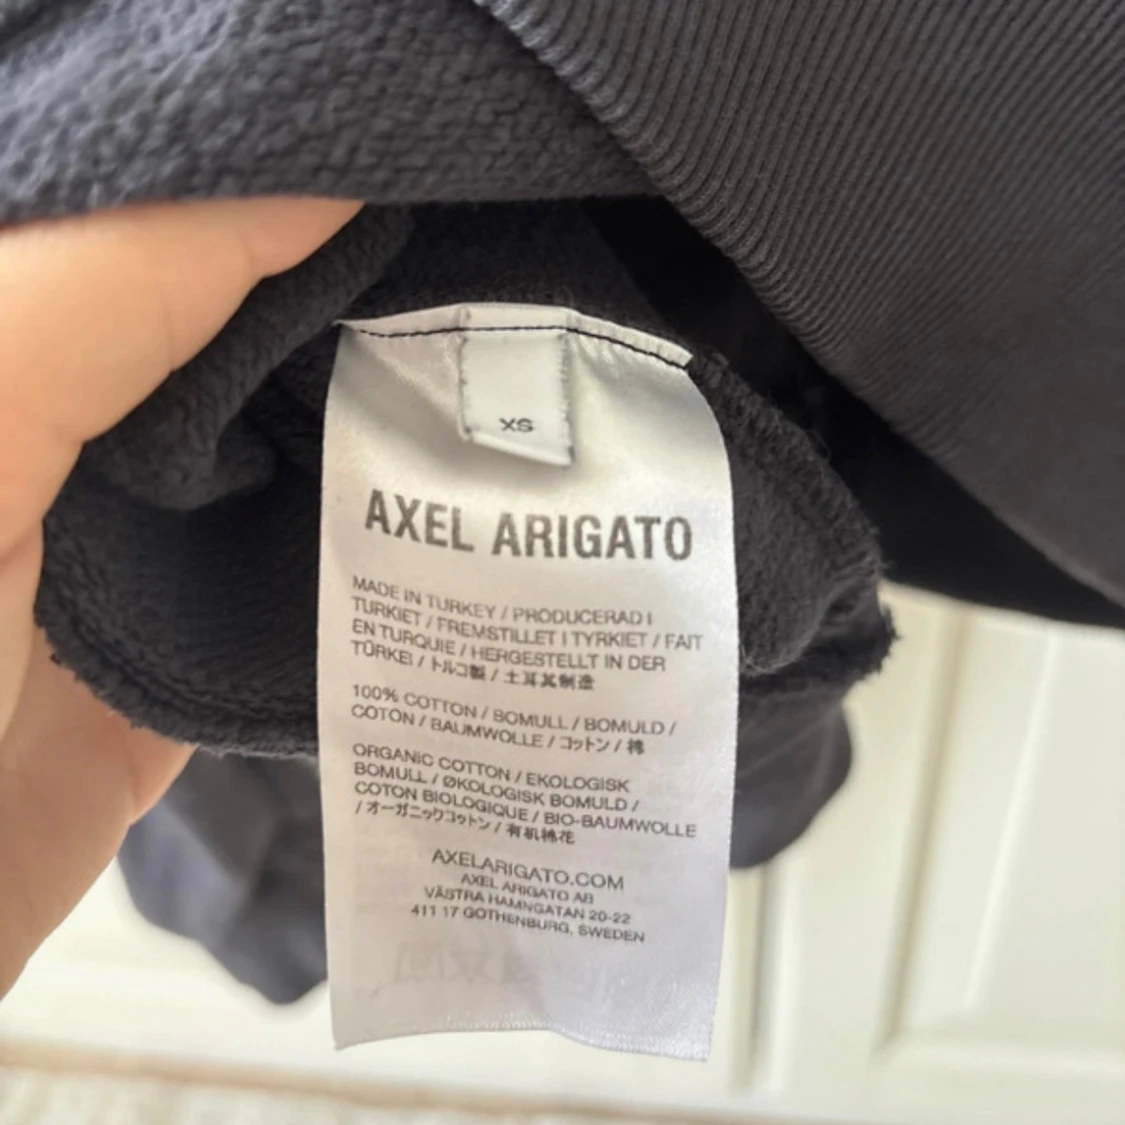 XS
AXEL ARIGATO
MADE IN TURKEY / PRODUCERAD I
TURKIET / FREMSTILLET I TYRKIET / FAIT
EN TURQUIE / HERGESTELLT IN DER
TÜRKEI / トルコ製 / 土耳其制造
100% COTTON / BOMULL / BOMULD /
COTON / BAUMWOLLE / コットン / 棉
ORGANIC COTTON / EKOLOGISK
BOMULL / ØKOLOGISK BOMULD /
COTON BIOLOGIQUE / BIO-BAUMWOLLE
/ オーガニックコットン / 有机棉花
AXELARIGATO.COM
AXEL ARIGATO AB
VÄSTRA HAMNGATAN 20-22
411 17 GOTHENBURG, SWEDEN